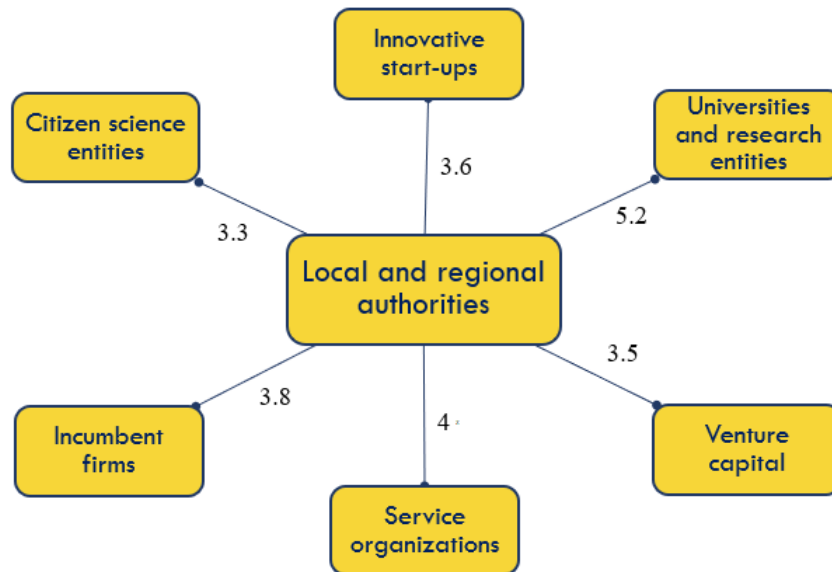 Innovative
start-ups
Citizen science
entities
Universities
and research
entities
3.6
3.3
5.2
Local and regional
authorities
3.5
3.8
4
Incumbent
firms
Venture
capital
Service
organizations